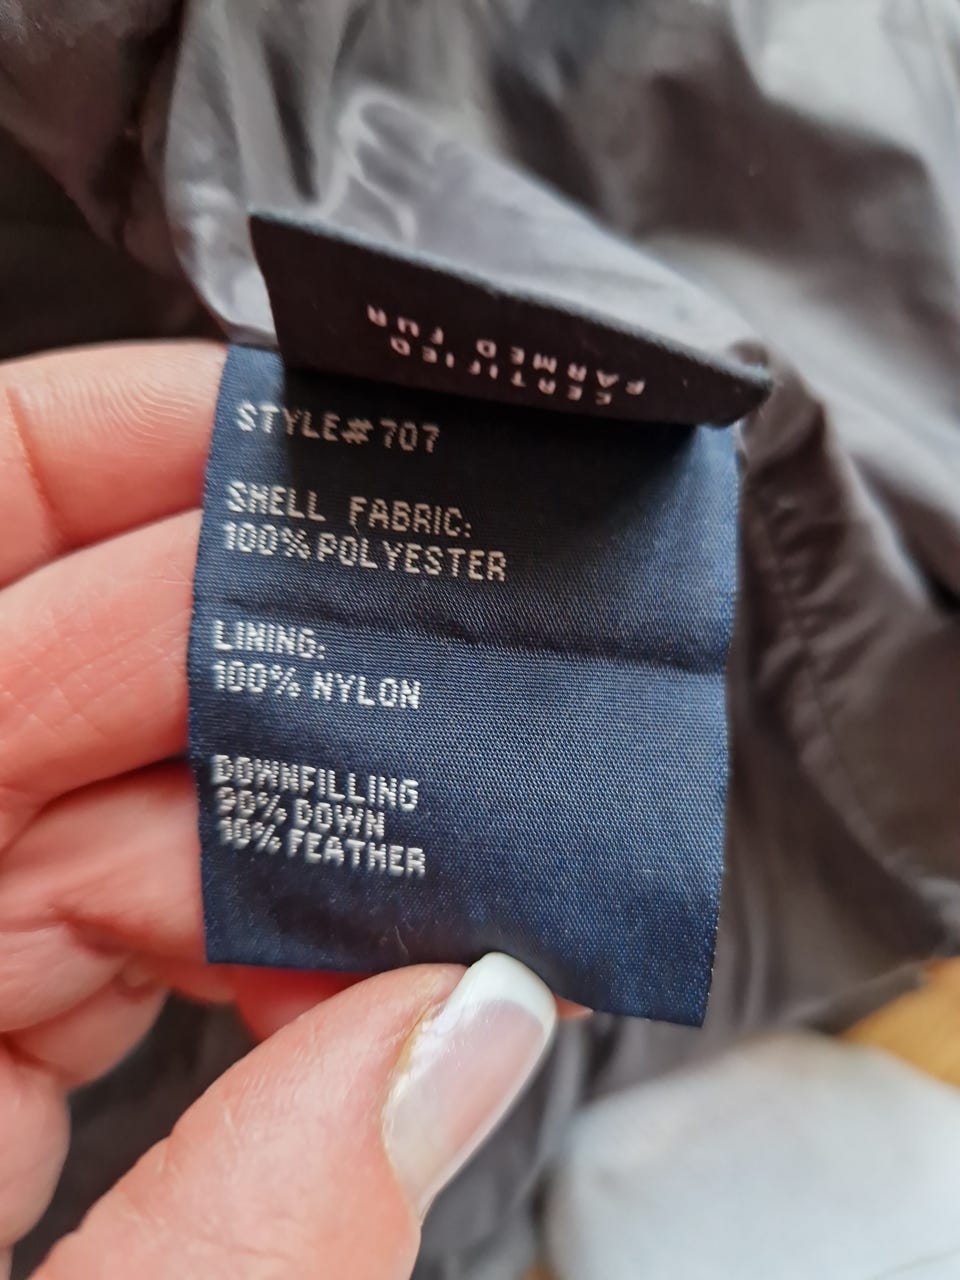 CERTIFIED
FARMED FUR
STYLE# 707
SHELL FABRIC:
100% POLYESTER
LINING:
100% NYLON
DOWNFILLING
90% DOWN
10% FEATHER